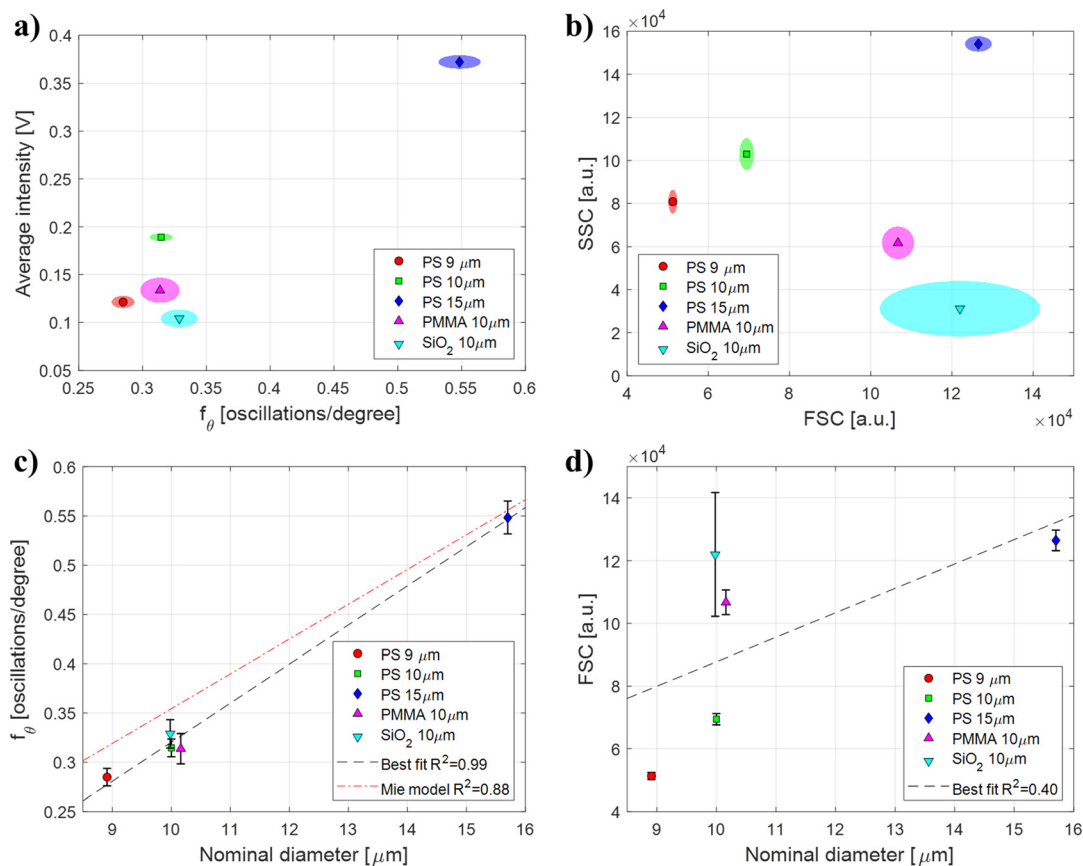 a)
0.4
0.35
0.3
0.25
0.2
0.15
0.1
0.05
0
Average intensity [V]
0.25 0.3 0.35 0.4 0.45 0.5 0.55 0.6
fθ [oscillations/degree]
PS 9 μm
PS 10μm
PS 15μm
PMMA 10μm
SiO2 10μm
b)
×10^4
16
14
12
10
8
6
4
2
0
SSC [a.u.]
4 6 8 10 12 14
FSC [a.u.]
×10^4
PS 9 μm
PS 10μm
PS 15μm
PMMA 10μm
SiO2 10μm
c)
0.6
0.55
0.5
0.45
0.4
0.35
0.3
0.25
fθ [oscillations/degree]
9 10 11 12 13 14 15 16
Nominal diameter [μm]
PS 9 μm
PS 10μm
PS 15μm
PMMA 10μm
SiO2 10μm
Best fit R²=0.99
Mie model R²=0.88
d)
×10^4
14
12
10
8
6
4
FSC [a.u.]
9 10 11 12 13 14 15 16
Nominal diameter [μm]
PS 9 μm
PS 10μm
PS 15μm
PMMA 10μm
SiO2 10μm
Best fit R²=0.40